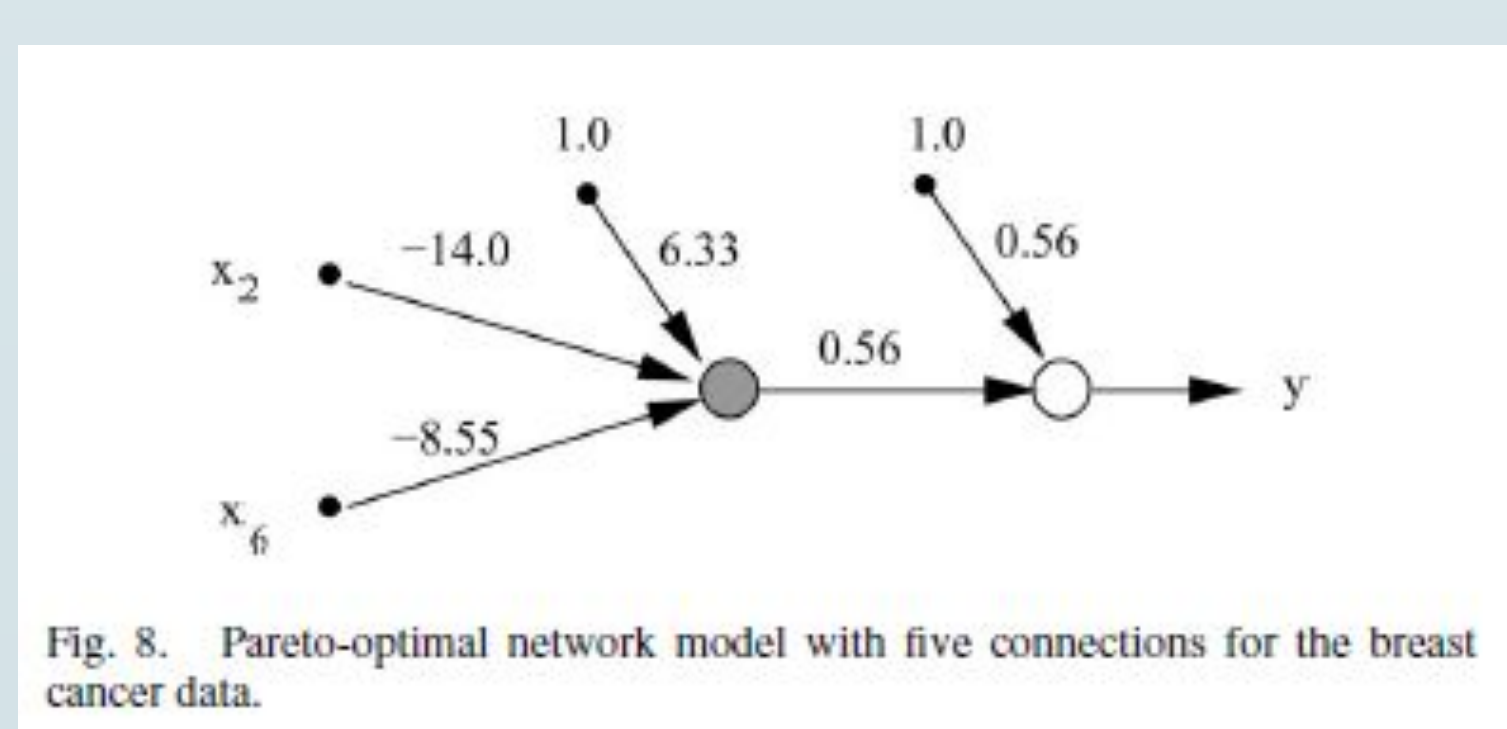 1.0 1.0
−14.0 6.33 0.56
x2
0.56
y
−8.55
x6
Fig. 8. Pareto-optimal network model with five connections for the breast
cancer data.